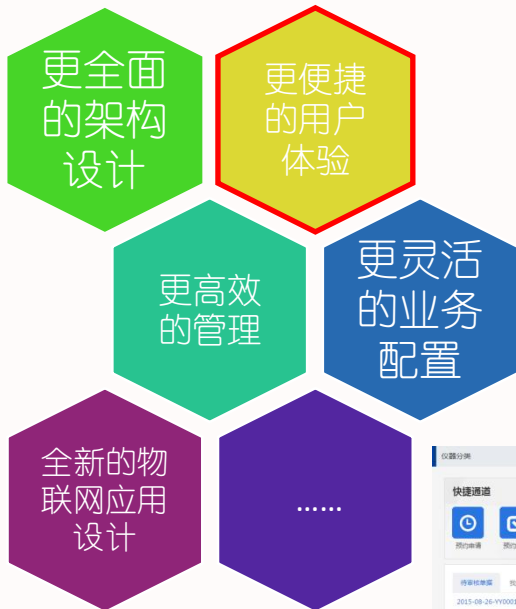 更全面
的架构
设计
更便捷
的用户
体验
更高效
的管理
更灵活
的业务
配置
全新的物
联网应用
设计
……
仪器分类
快捷通道
预约申请
待审核单据
2015-08-26-YY0001